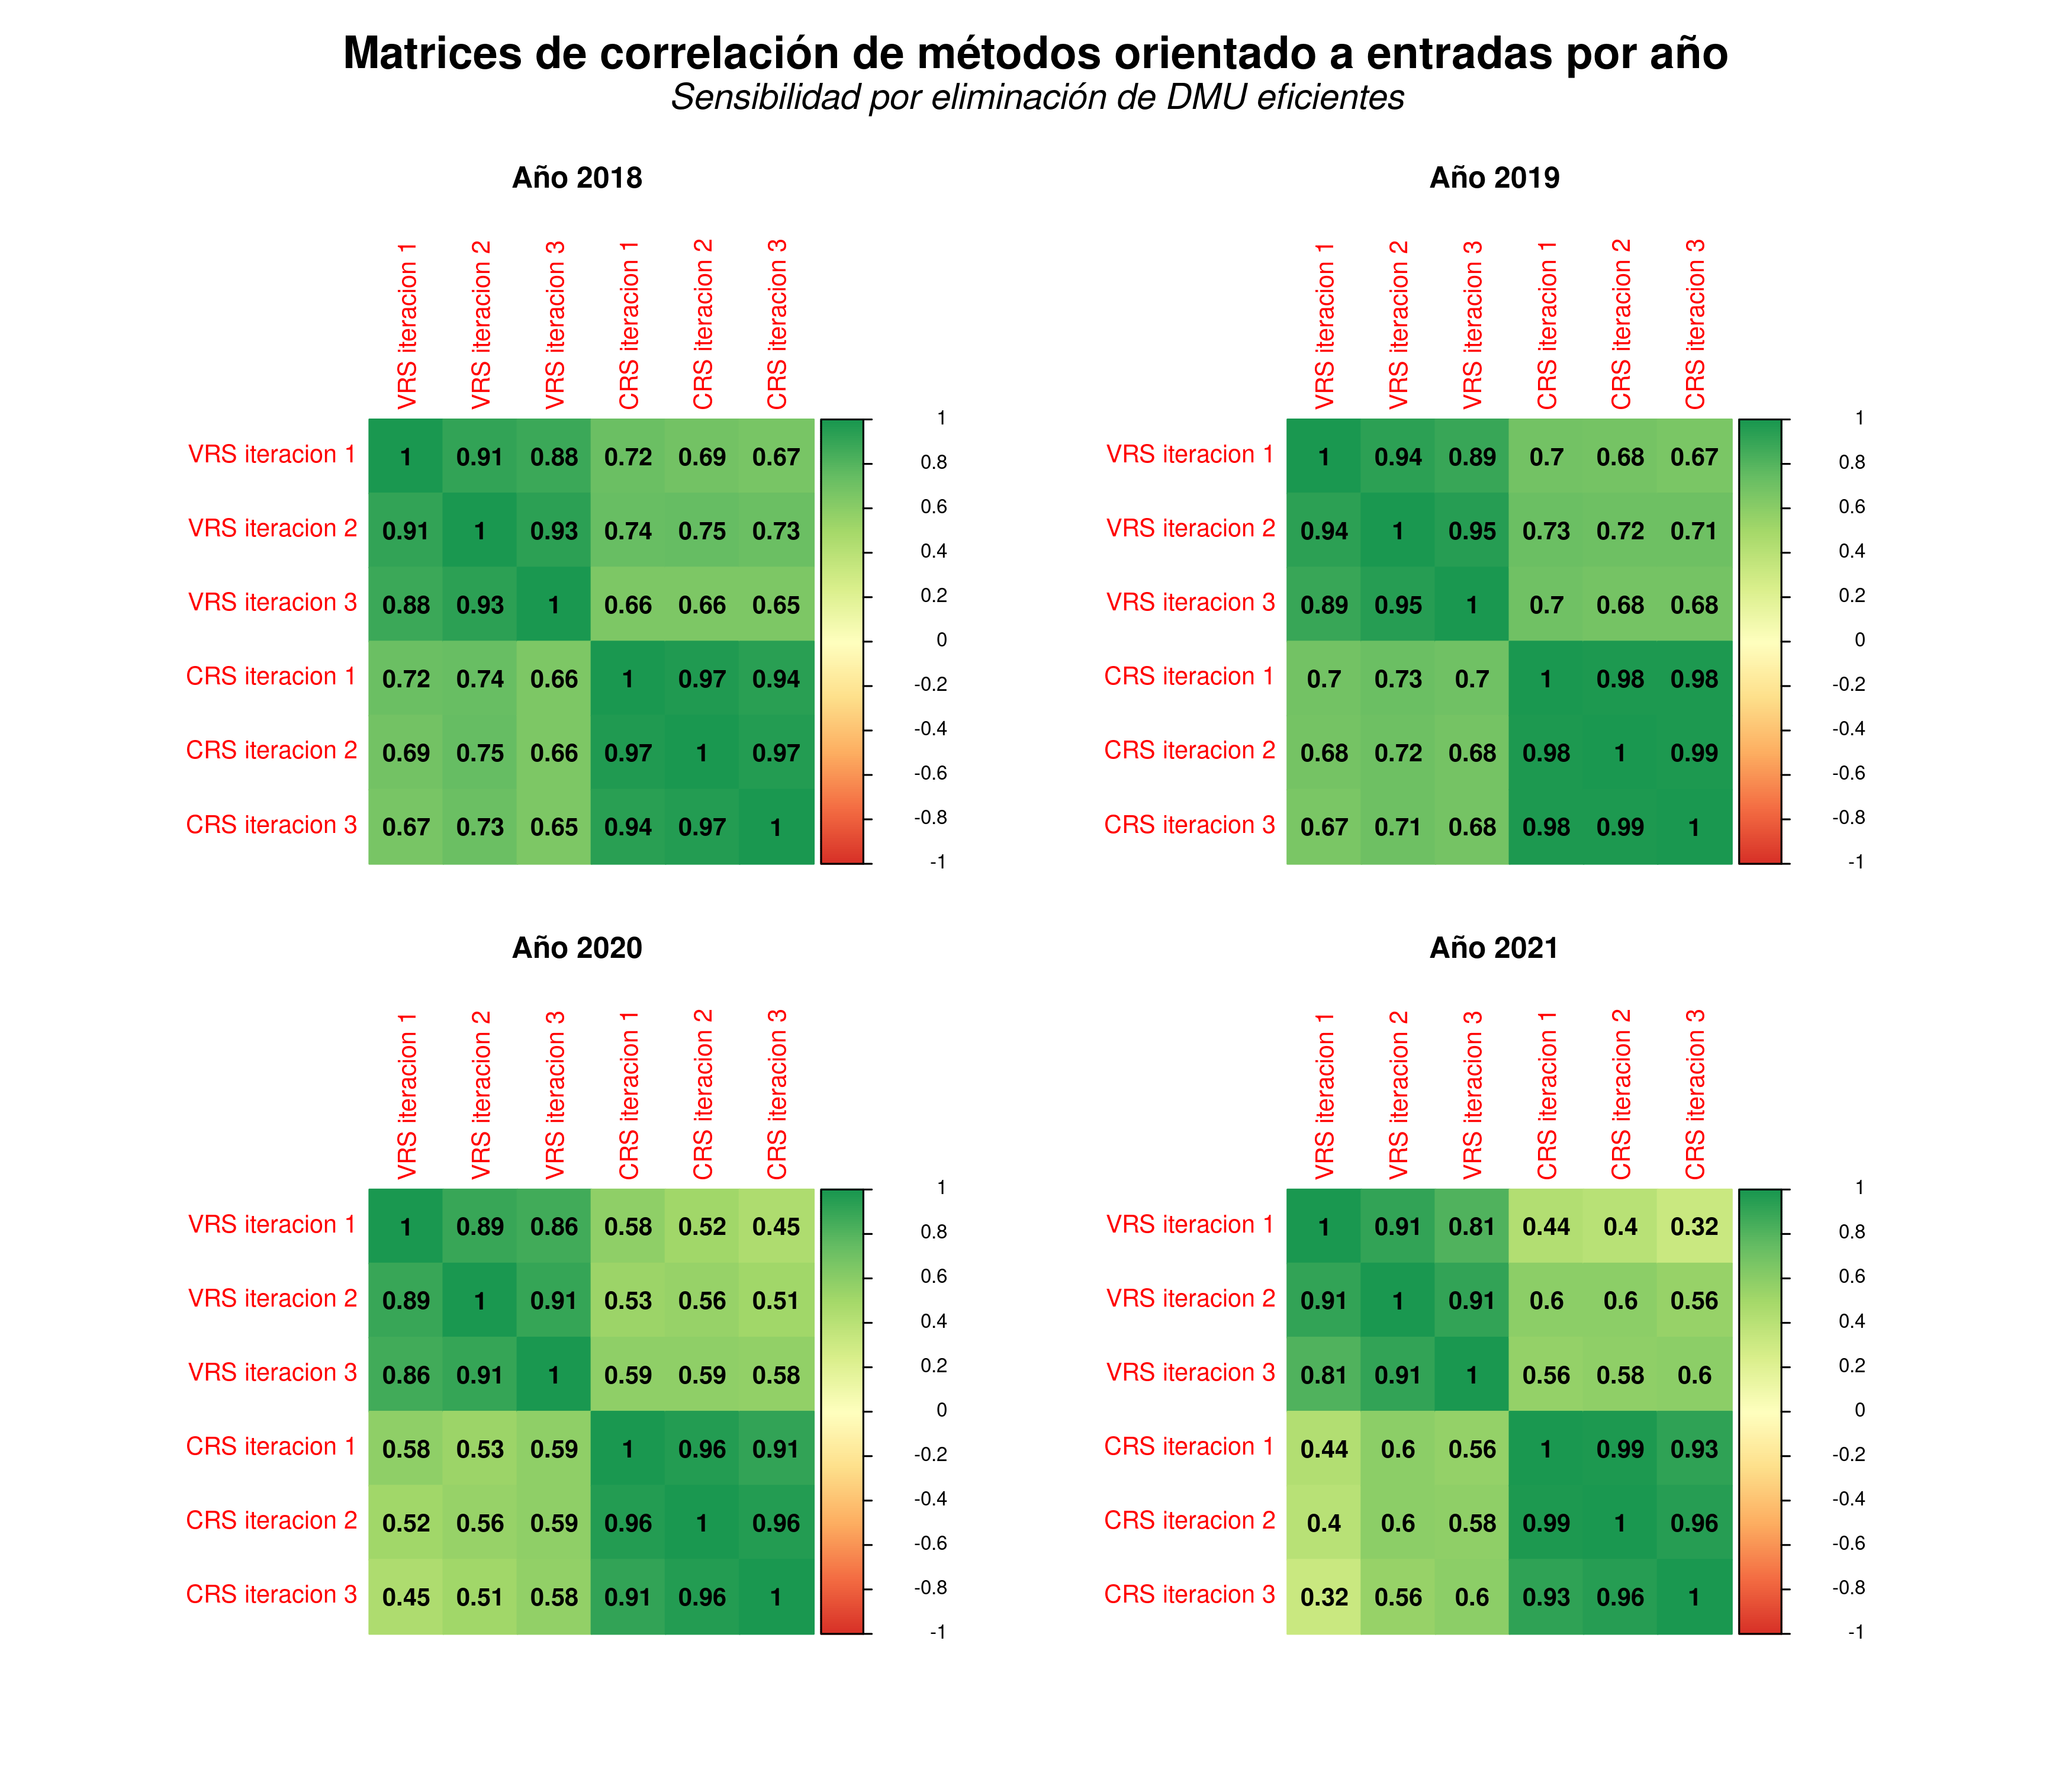 Matrices de correlación de métodos orientado a entradas por año
Sensibilidad por eliminación de DMU eficientes
Año 2018
VRS iteracion 1
VRS iteracion 2
VRS iteracion 3
CRS iteracion 1
CRS iteracion 2
CRS iteracion 3
VRS iteracion 1 1 0.91 0.88 0.72 0.69 0.67
VRS iteracion 2 0.91 1 0.93 0.74 0.75 0.73
VRS iteracion 3 0.88 0.93 1 0.66 0.66 0.65
CRS iteracion 1 0.72 0.74 0.66 1 0.97 0.94
CRS iteracion 2 0.69 0.75 0.66 0.97 1 0.97
CRS iteracion 3 0.67 0.73 0.65 0.94 0.97 1
1
0.8
0.6
0.4
0.2
0
-0.2
-0.4
-0.6
-0.8
-1
Año 2019
VRS iteracion 1
VRS iteracion 2
VRS iteracion 3
CRS iteracion 1
CRS iteracion 2
CRS iteracion 3
VRS iteracion 1 1 0.94 0.89 0.7 0.68 0.67
VRS iteracion 2 0.94 1 0.95 0.73 0.72 0.71
VRS iteracion 3 0.89 0.95 1 0.7 0.68 0.68
CRS iteracion 1 0.7 0.73 0.7 1 0.98 0.98
CRS iteracion 2 0.68 0.72 0.68 0.98 1 0.99
CRS iteracion 3 0.67 0.71 0.68 0.98 0.99 1
1
0.8
0.6
0.4
0.2
0
-0.2
-0.4
-0.6
-0.8
-1
Año 2020
VRS iteracion 1
VRS iteracion 2
VRS iteracion 3
CRS iteracion 1
CRS iteracion 2
CRS iteracion 3
VRS iteracion 1 1 0.89 0.86 0.58 0.52 0.45
VRS iteracion 2 0.89 1 0.91 0.53 0.56 0.51
VRS iteracion 3 0.86 0.91 1 0.59 0.59 0.58
CRS iteracion 1 0.58 0.53 0.59 1 0.96 0.91
CRS iteracion 2 0.52 0.56 0.59 0.96 1 0.96
CRS iteracion 3 0.45 0.51 0.58 0.91 0.96 1
1
0.8
0.6
0.4
0.2
0
-0.2
-0.4
-0.6
-0.8
-1
Año 2021
VRS iteracion 1
VRS iteracion 2
VRS iteracion 3
CRS iteracion 1
CRS iteracion 2
CRS iteracion 3
VRS iteracion 1 1 0.91 0.81 0.44 0.4 0.32
VRS iteracion 2 0.91 1 0.91 0.6 0.6 0.56
VRS iteracion 3 0.81 0.91 1 0.56 0.58 0.6
CRS iteracion 1 0.44 0.6 0.56 1 0.99 0.93
CRS iteracion 2 0.4 0.6 0.58 0.99 1 0.96
CRS iteracion 3 0.32 0.56 0.6 0.93 0.96 1
1
0.8
0.6
0.4
0.2
0
-0.2
-0.4
-0.6
-0.8
-1